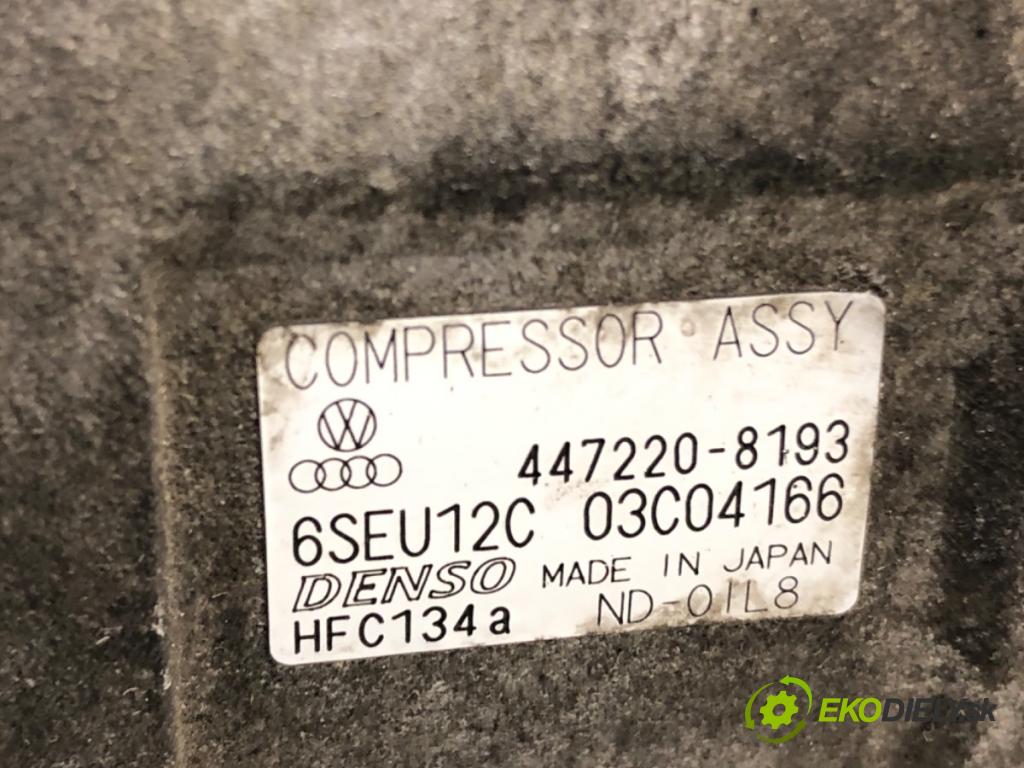 COMPRESSOR ASSY
447220-8193
6SEU12C 03C04166
DENSO MADE IN JAPAN
HFC134a ND-OIL8
EKODIELY.sk